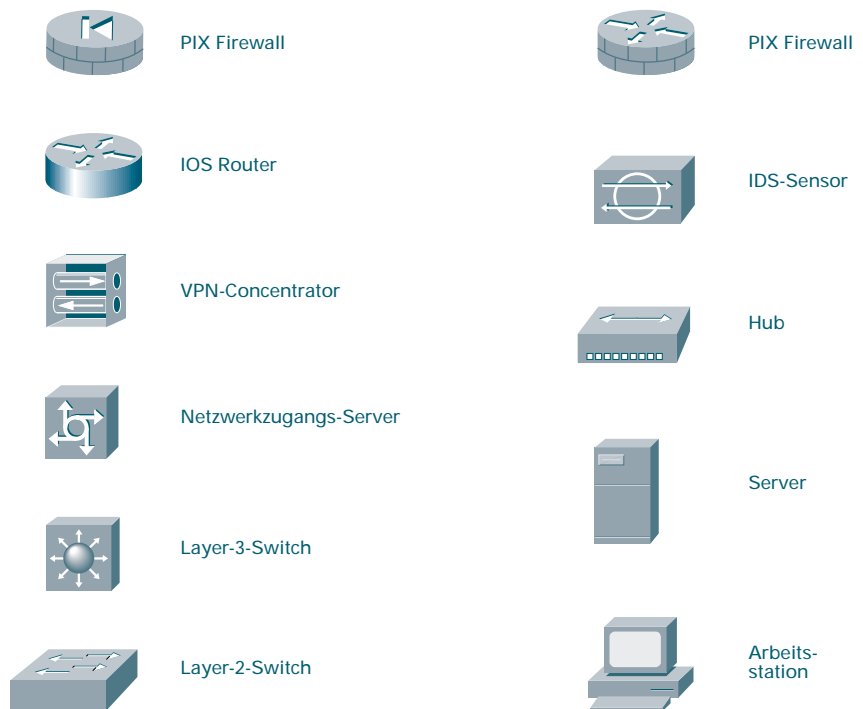 PIX Firewall
IOS Router
VPN-Concentrator
Netzwerkzugangs-Server
Layer-3-Switch
Layer-2-Switch
PIX Firewall
IDS-Sensor
Hub
Server
Arbeits-
station